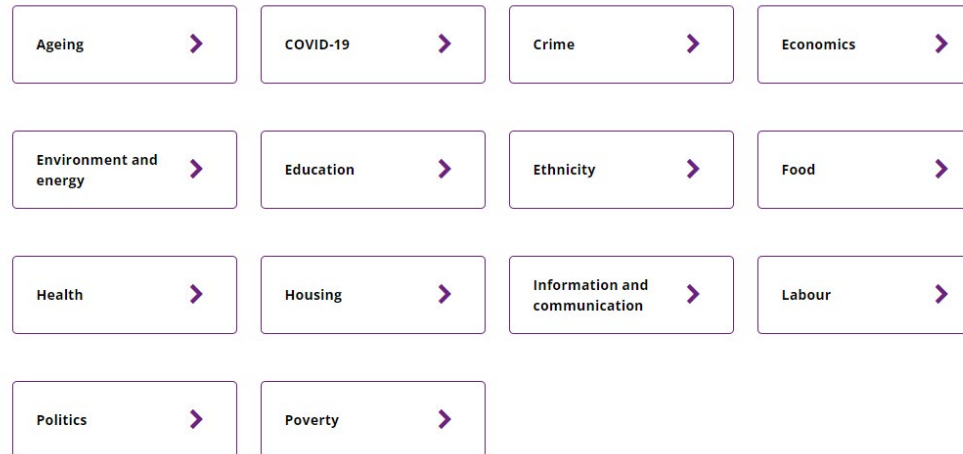 Ageing
COVID-19
Crime
Economics
Environment and
energy
Education
Ethnicity
Food
Health
Housing
Information and
communication
Labour
Politics
Poverty